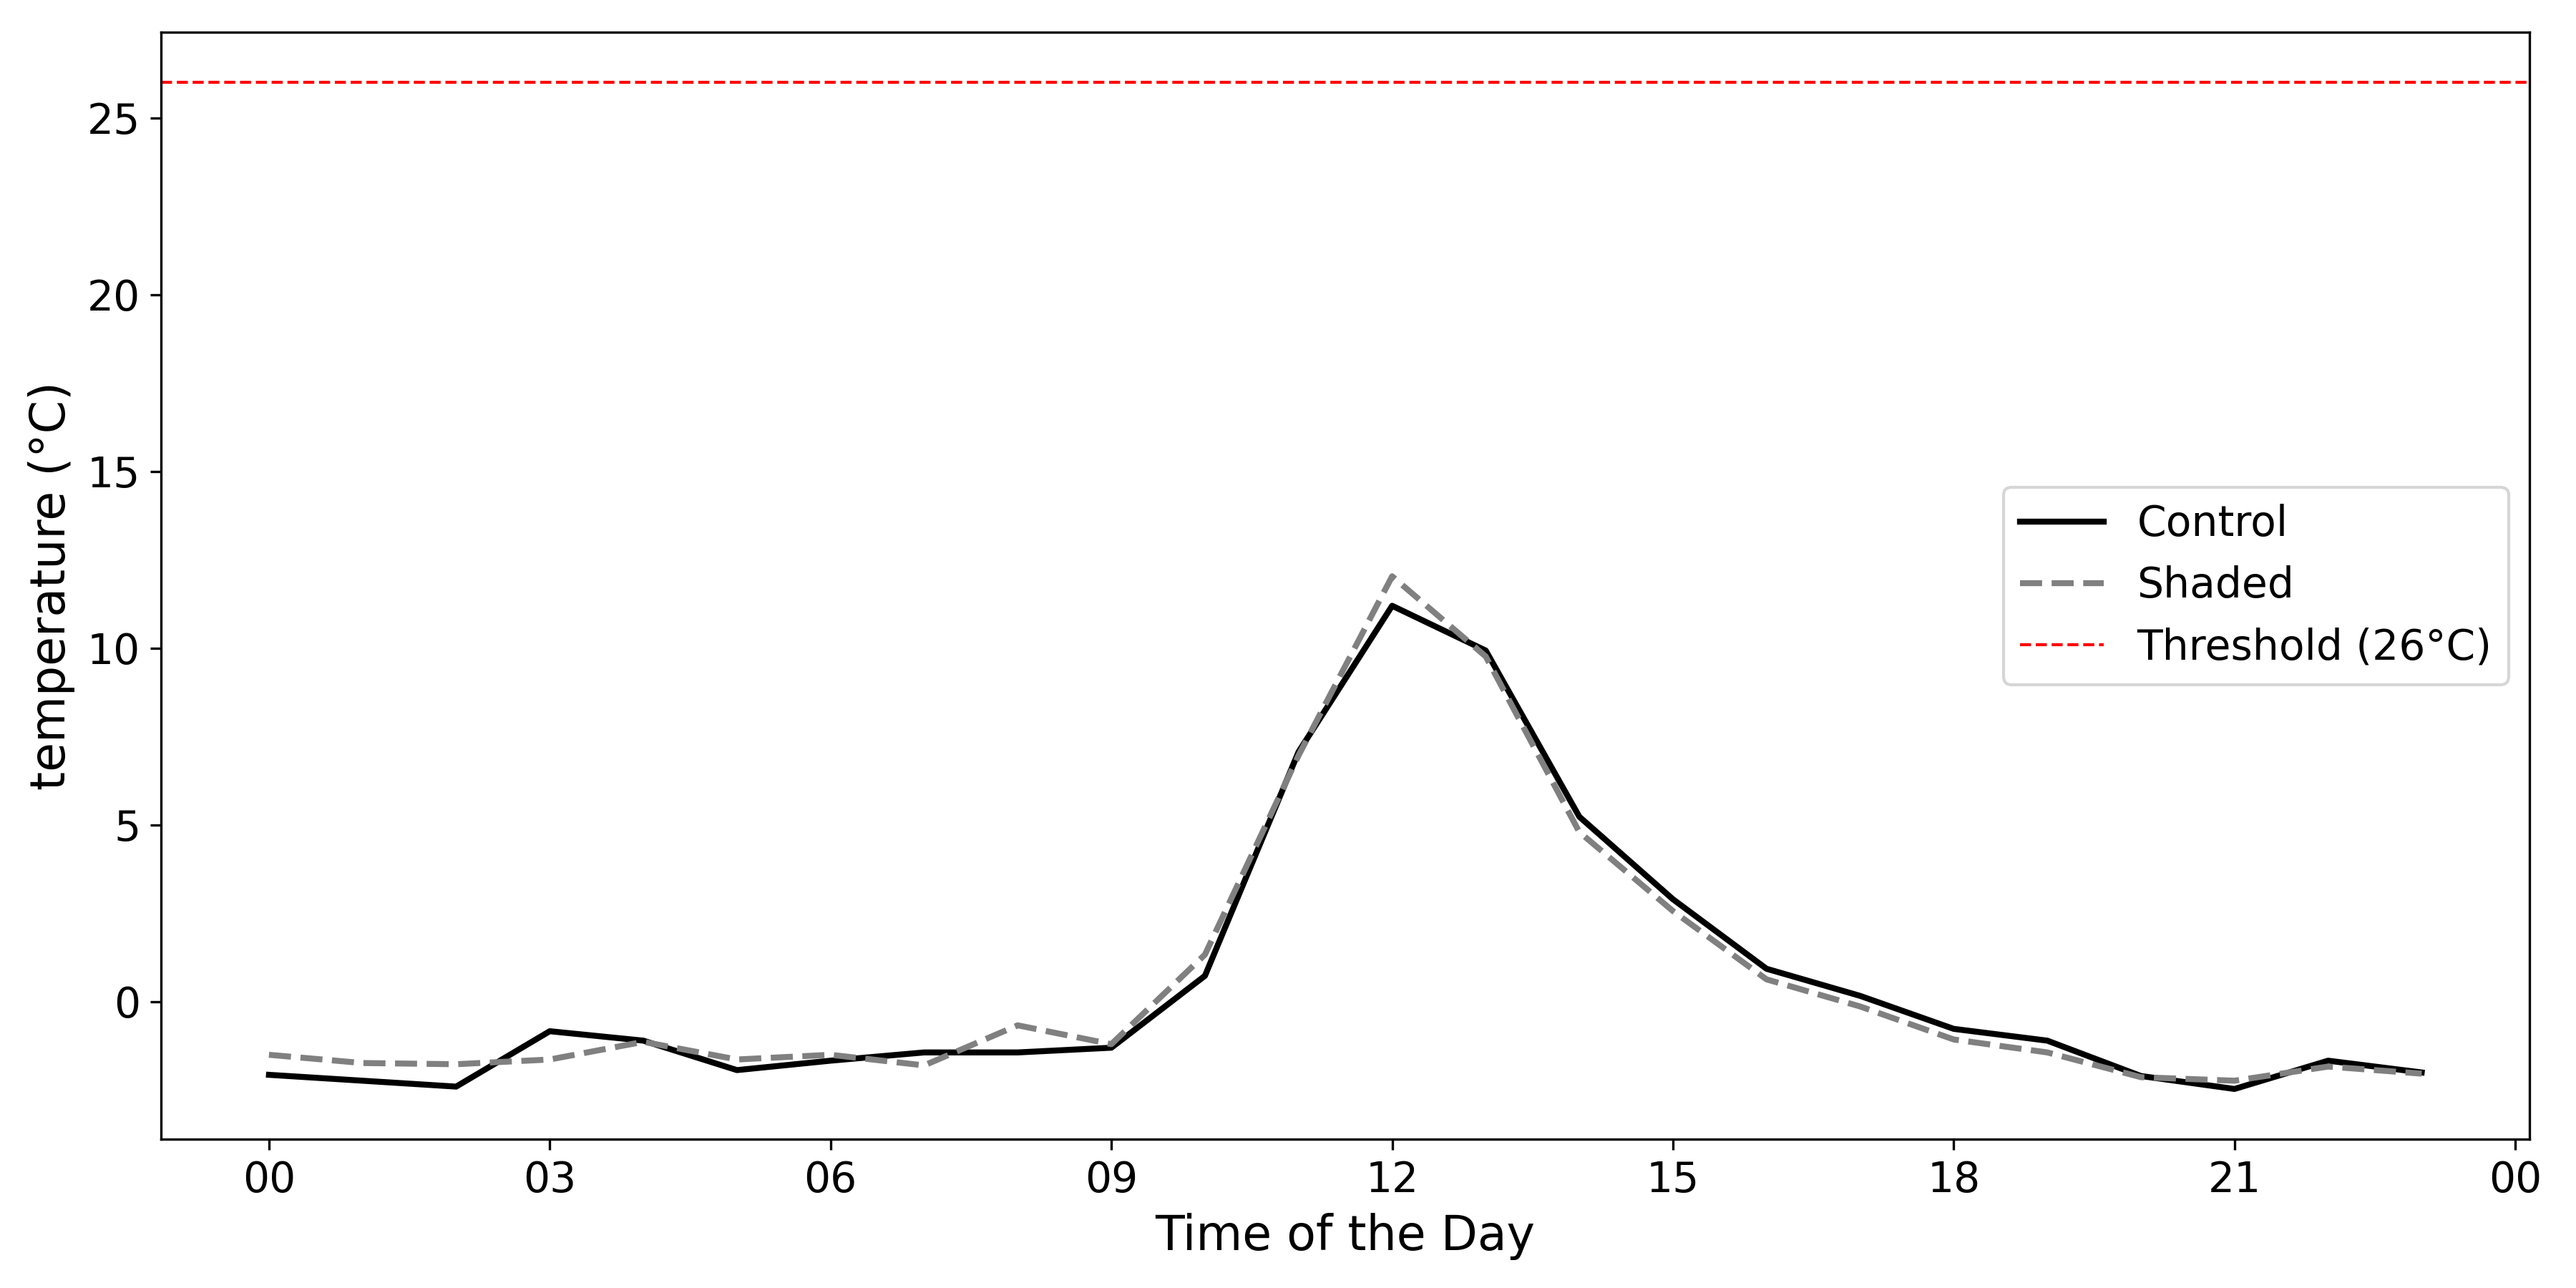 25
20
15
10
5
0
temperature (°C)
Control
Shaded
Threshold (26°C)
00 03 06 09 12 15 18 21 00
Time of the Day